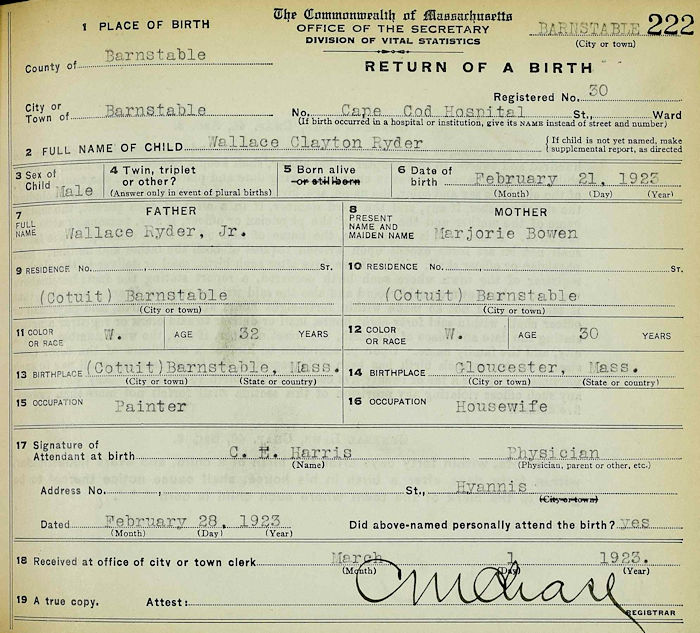 The Commonwealth of Massachusetts
OFFICE OF THE SECRETARY
DIVISION OF VITAL STATISTICS
RETURN OF A BIRTH
BARNSTABLE 222
(City or town)
1 PLACE OF BIRTH
County of Barnstable
Registered No. 30
City or Town of Barnstable No. Cape Cod Hospital St., Ward
(If birth occurred in a hospital or institution, give its NAME instead of street and number)
2 FULL NAME OF CHILD Wallace Clayton Ryder { If child is not yet named, make supplemental report, as directed
3 Sex of Child Male 4 Twin, triplet or other? 5 Born alive or stillborn 6 Date of birth February 21, 1923
(Answer only in event of plural births) (Month) (Day) (Year)
FATHER MOTHER
7 FULL NAME Wallace Ryder, Jr. 8 PRESENT NAME AND MAIDEN NAME Marjorie Bowen
9 RESIDENCE No. , St. 10 RESIDENCE No. , St.
(Cotuit) Barnstable (Cotuit) Barnstable
(City or town) (City or town)
11 COLOR OR RACE W. AGE 32 YEARS 12 COLOR OR RACE W. AGE 30 YEARS
13 BIRTHPLACE (Cotuit) Barnstable, Mass. 14 BIRTHPLACE Gloucester, Mass.
(City or town) (State or country) (City or town) (State or country)
15 OCCUPATION Painter 16 OCCUPATION Housewife
17 Signature of Attendant at birth C. E. Harris Physician
(Name) (Physician, parent or other, etc.)
Address No. , St., Hyannis
(City or town)
Dated February 28, 1923 Did above-named personally attend the birth? yes
(Month) (Day) (Year)
18 Received at office of city or town clerk March 1 1923.
(Month) (Day) (Year)
19 A true copy. Attest: CW Chase
REGISTRAR